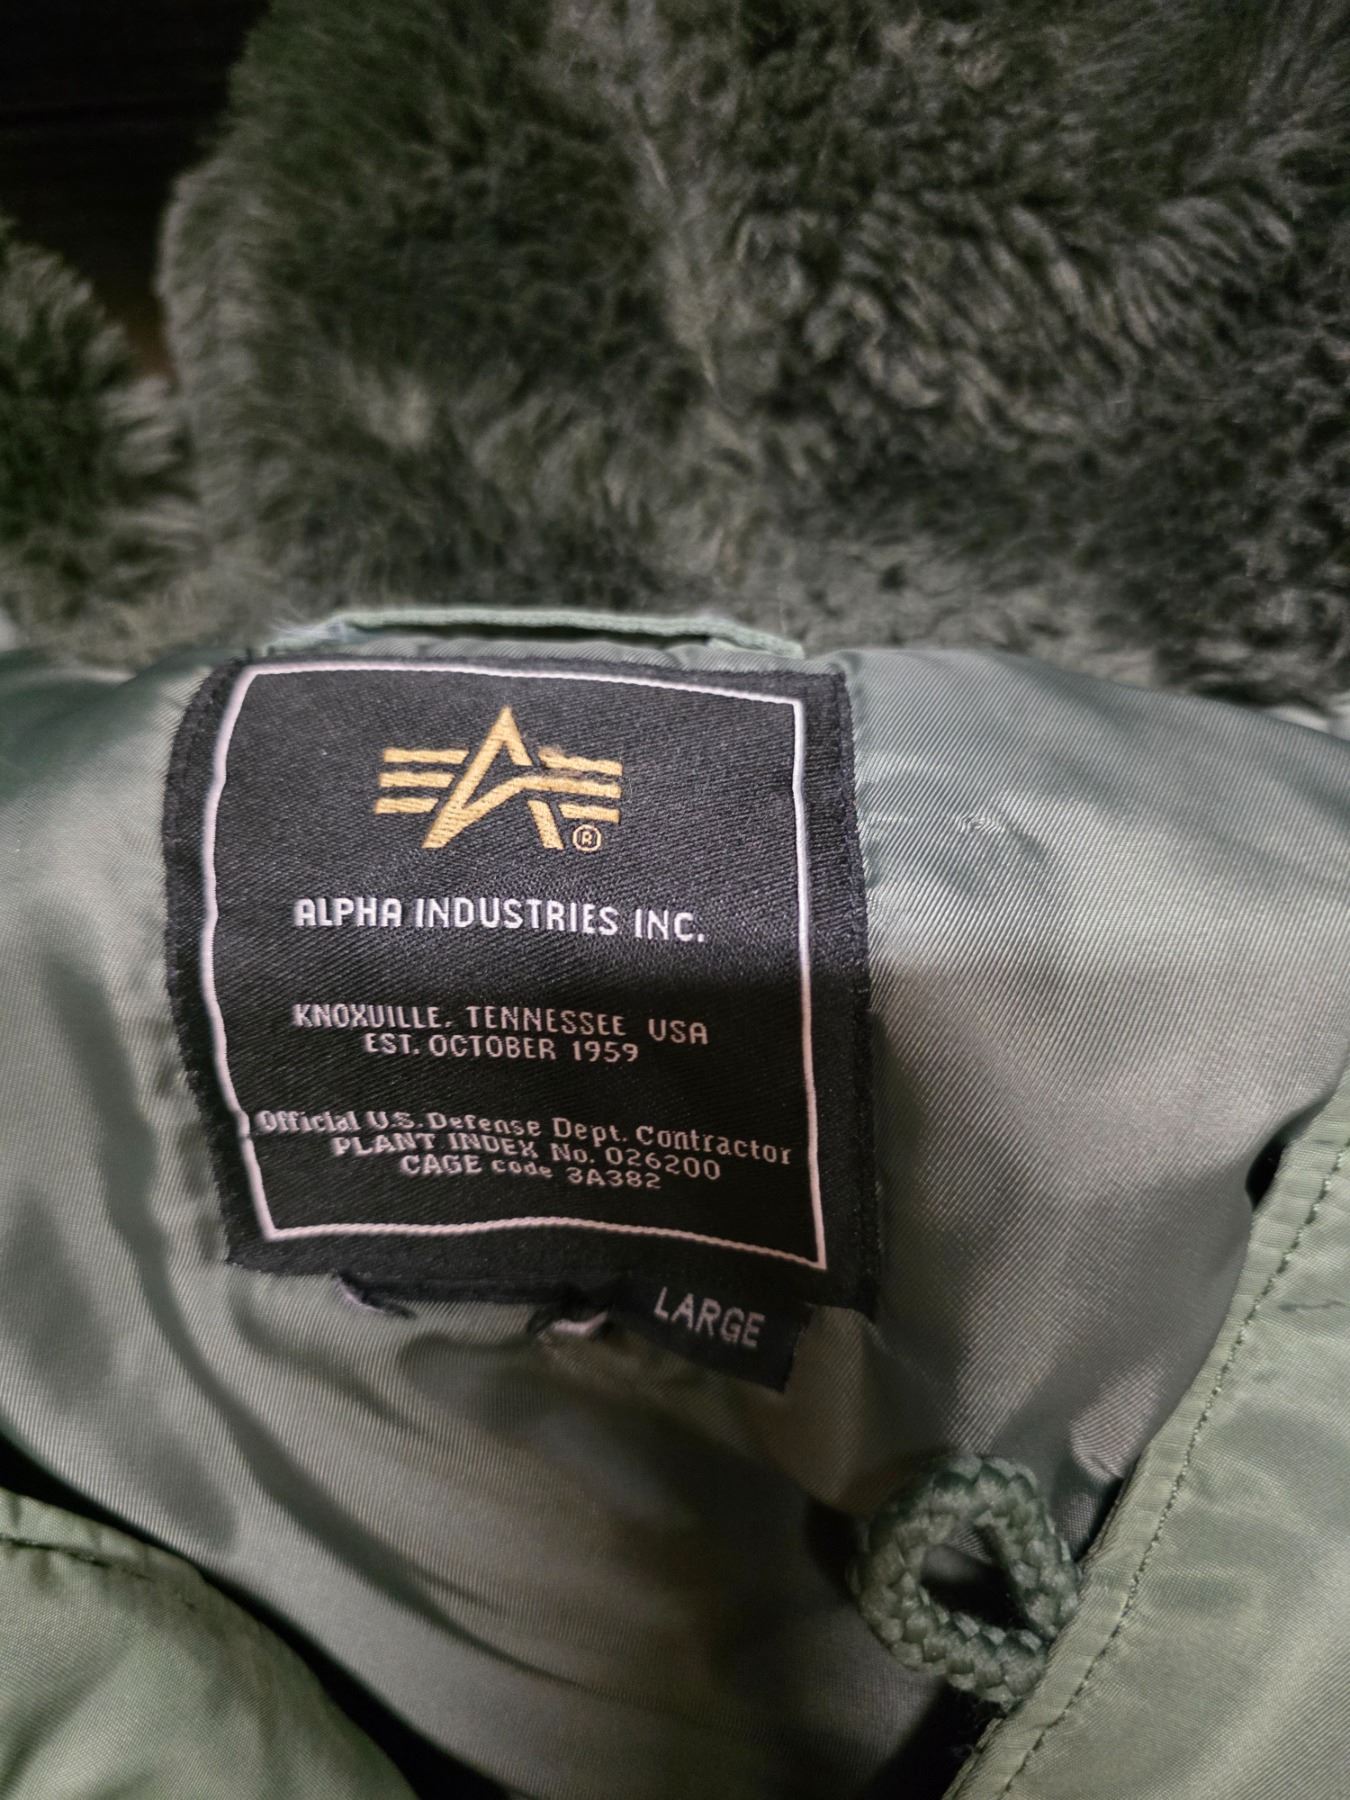 ®
ALPHA INDUSTRIES INC.
KNOXVILLE, TENNESSEE USA
EST. OCTOBER 1959
Official U.S. Defense Dept. Contractor
PLANT INDEX No. 026200
CAGE code 3A382
LARGE